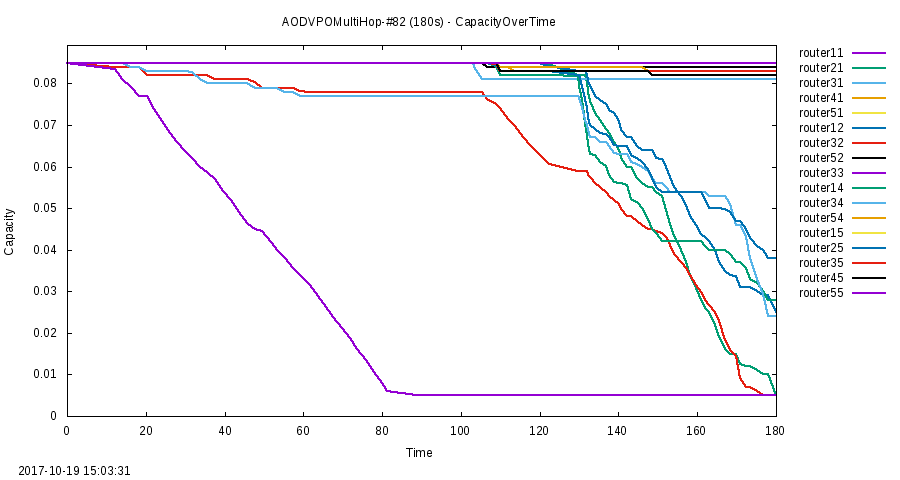 AODVPOMultiHop-#82 (180s) - CapacityOverTime
Capacity
0.08
0.07
0.06
0.05
0.04
0.03
0.02
0.01
0
0 20 40 60 80 100 120 140 160 180
Time
router11
router21
router31
router41
router51
router12
router32
router52
router33
router14
router34
router54
router15
router25
router35
router45
router55
2017-10-19 15:03:31